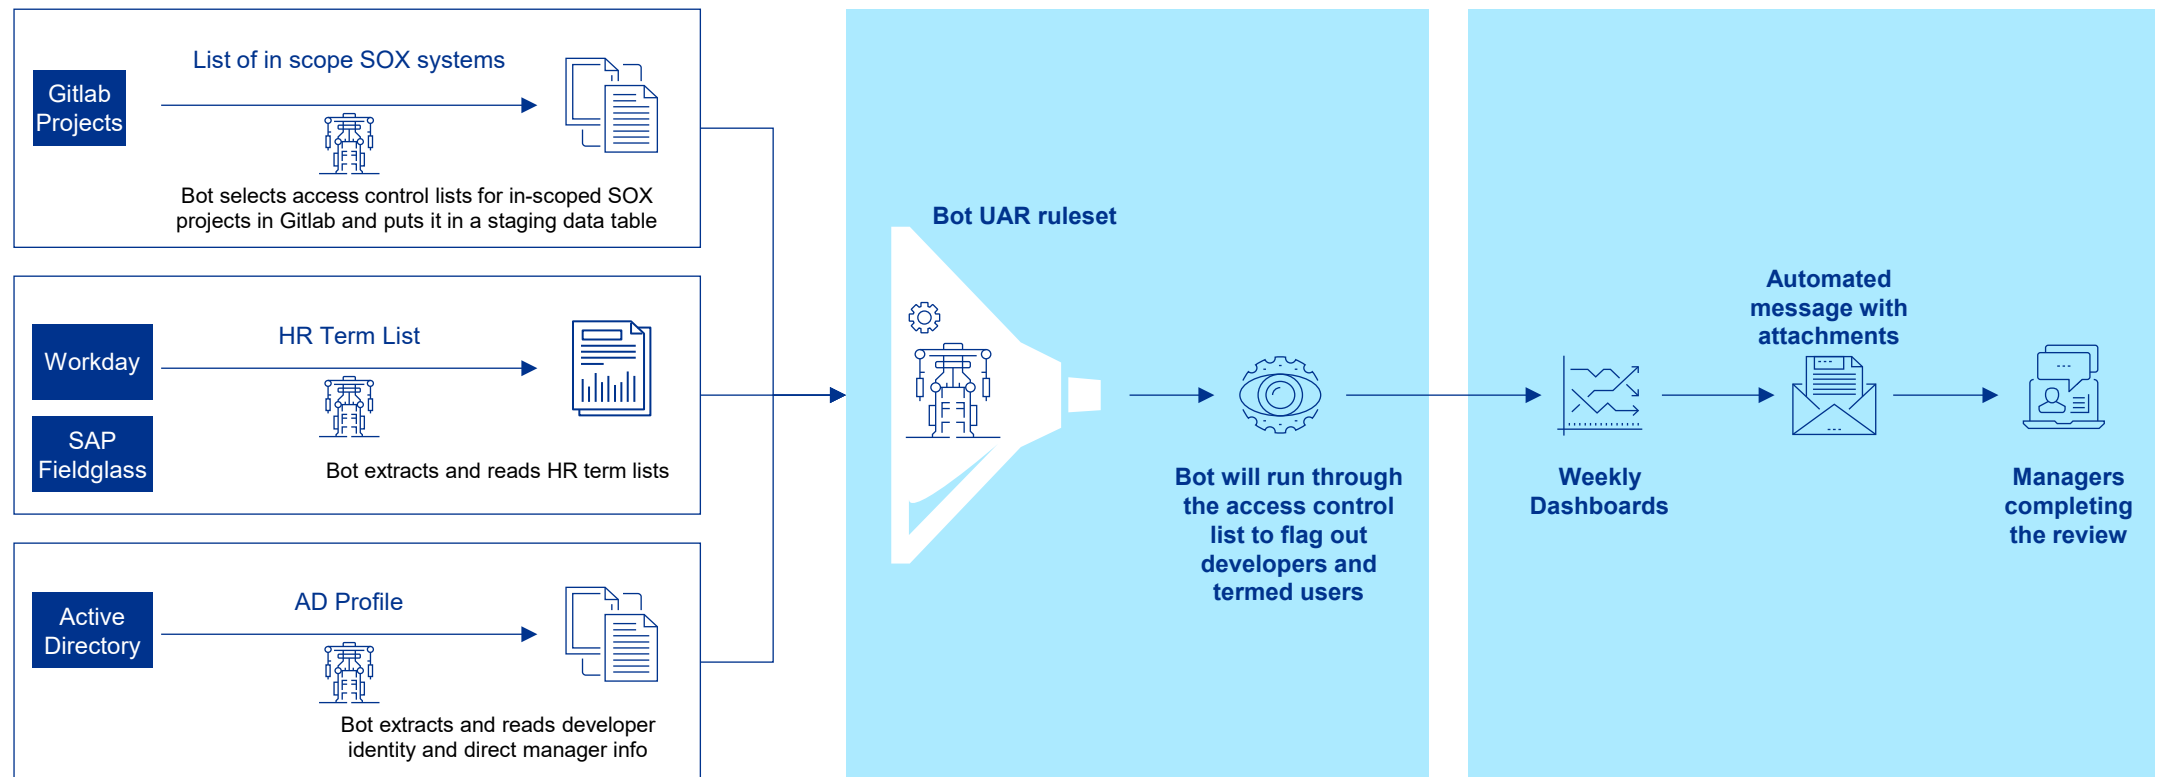 List of in scope SOX systems
Gitlab
Projects
Bot selects access control lists for in-scoped SOX
projects in Gitlab and puts it in a staging data table
HR Term List
Workday
SAP
Fieldglass
Bot extracts and reads HR term lists
AD Profile
Active
Directory
Bot extracts and reads developer
identity and direct manager info
Bot UAR ruleset
Bot will run through
the access control
list to flag out
developers and
termed users
Weekly
Dashboards
Automated
message with
attachments
Managers
completing
the review